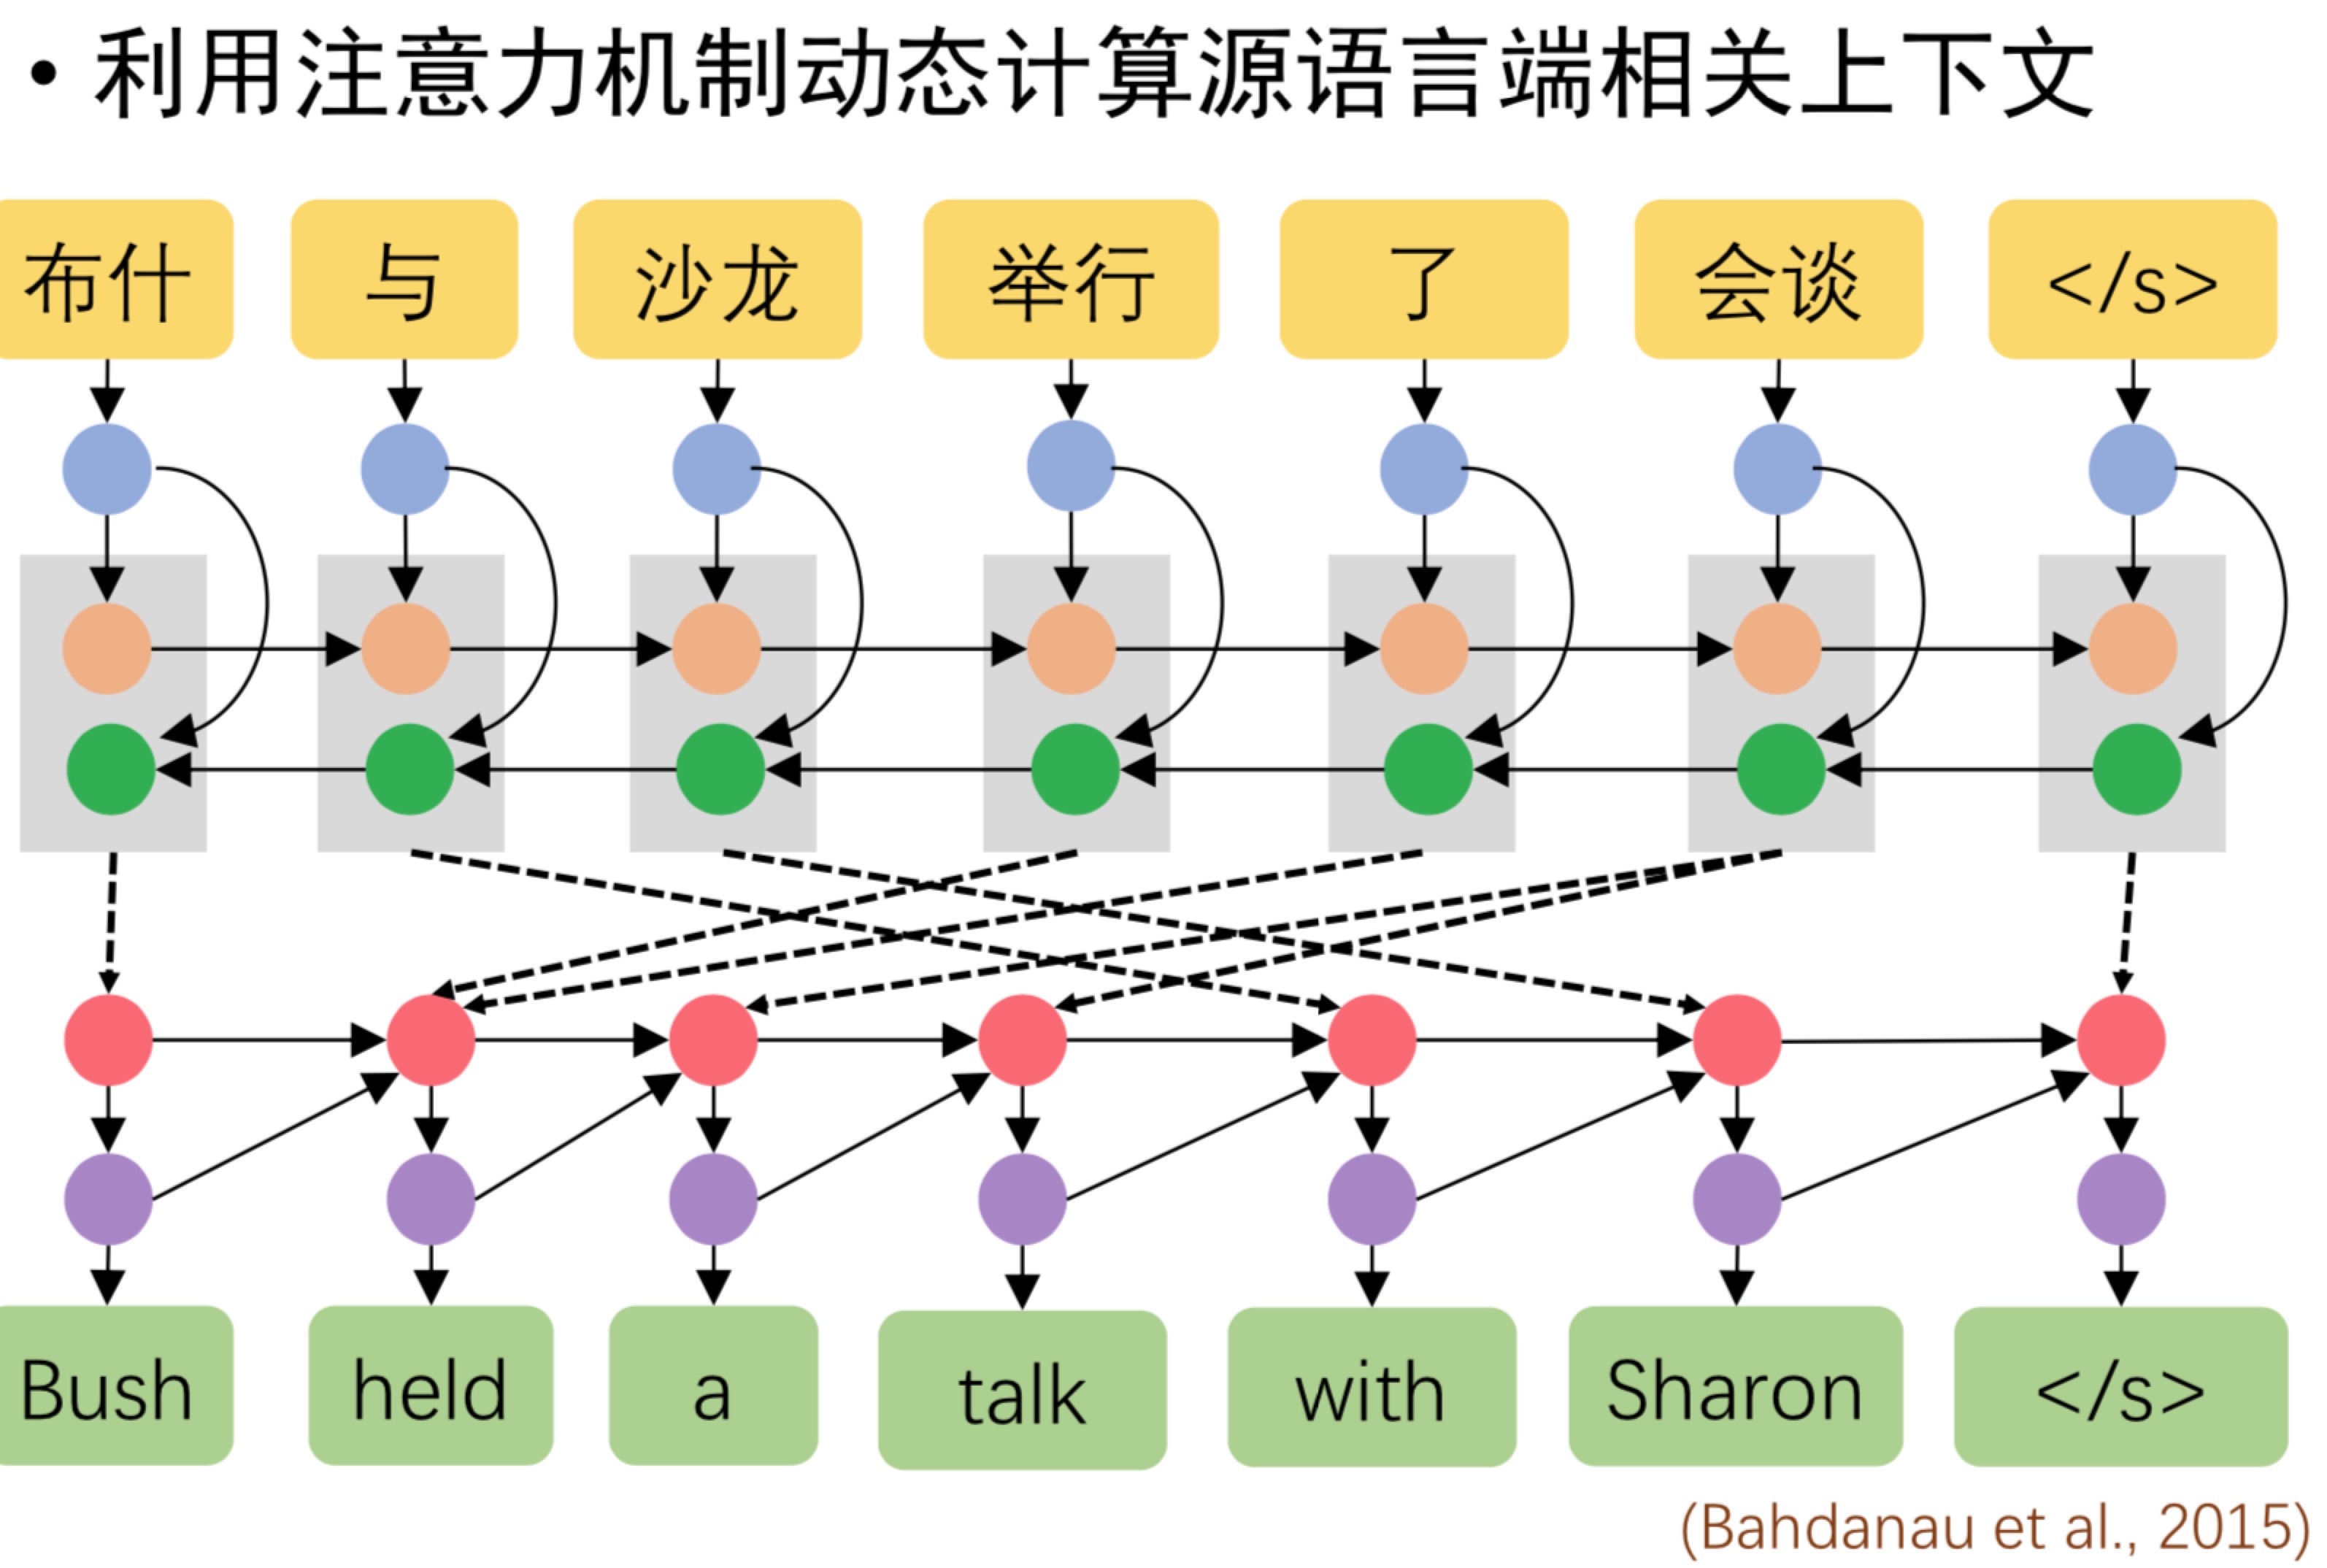 • 利用注意力机制动态计算源语言端相关上下文
布什 与 沙龙 举行 了 会谈 </s>
Bush held a talk with Sharon </s>
(Bahdanau et al., 2015)